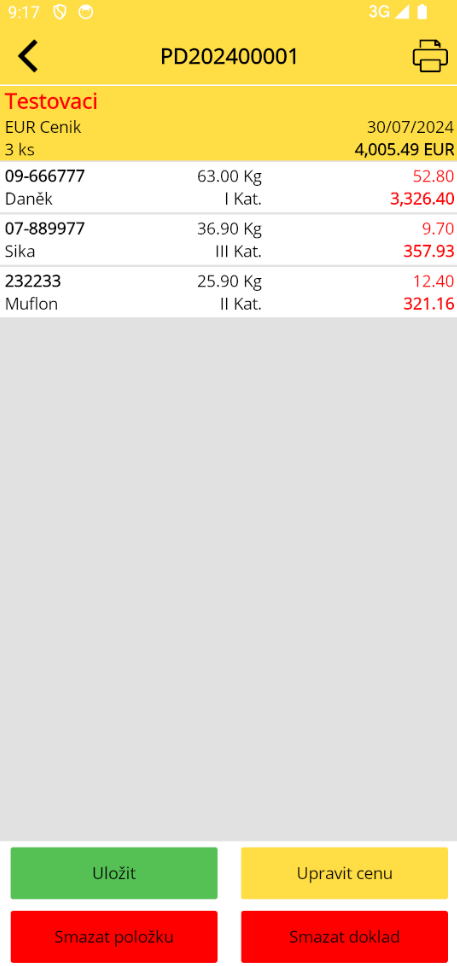 9:17 3G
PD202400001
Testovaci
EUR Cenik 30/07/2024
3 ks 4,005.49 EUR
09-666777 63.00 Kg 52.80
Daněk I Kat. 3,326.40
07-889977 36.90 Kg 9.70
Sika III Kat. 357.93
232233 25.90 Kg 12.40
Muflon II Kat. 321.16
Uložit Upravit cenu
Smazat položku Smazat doklad